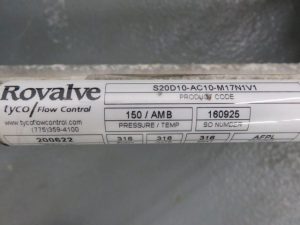 Rovalve
S20D10-AC10-M17N1V1
PRODUCT CODE
tyco / Flow Control
www.tycoflowcontrol.com
(775)359-4100
150 / AMB
160925
PRESSURE / TEMP
SO NUMBER
200622
316
316
316
AFPL